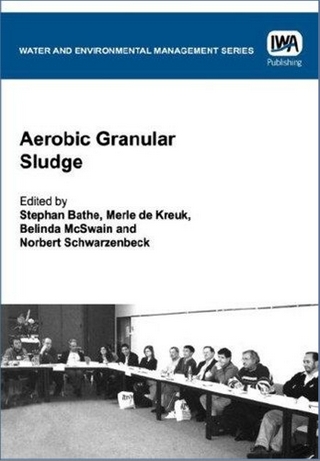 WATER AND ENVIRONMENTAL MANAGEMENT SERIES
IWA
Publishing
Aerobic Granular
Sludge
Edited by
Stephan Bathe, Merle de Kreuk,
Belinda McSwain and
Norbert Schwarzenbeck